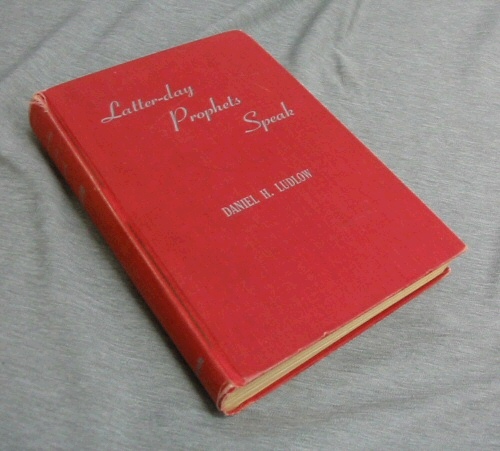 Latter-day
Prophets
Speak
DANIEL H. LUDLOW